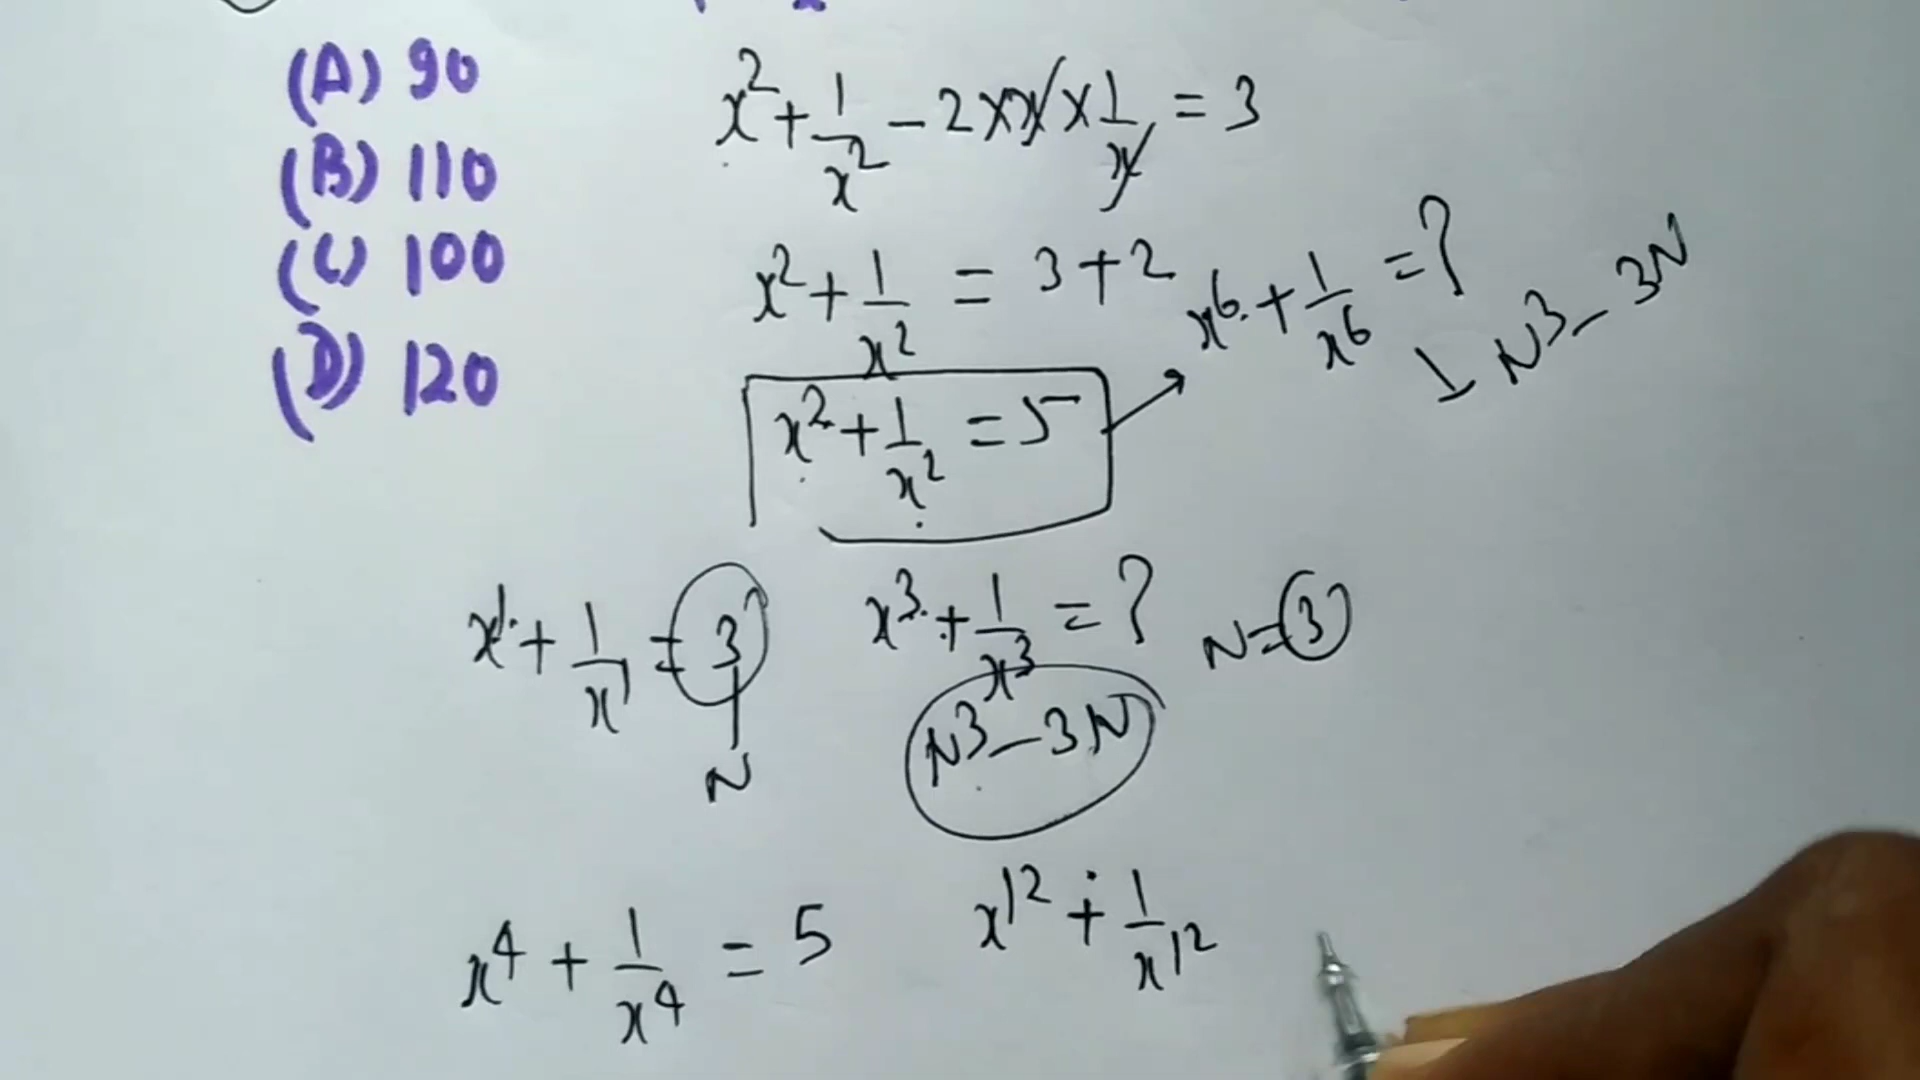 (A) 90
(B) 110
(C) 100
(D) 120
x² + 1/x² - 2 × x × 1/x = 3
x² + 1/x² = 3 + 2
x² + 1/x² = 5
x⁶ + 1/x⁶ = ?
N³ - 3N
x¹ + 1/x¹ = 3
N
x³ + 1/x³ = ?
N = 3
N³ - 3N
x⁴ + 1/x⁴ = 5
x¹² + 1/x¹²